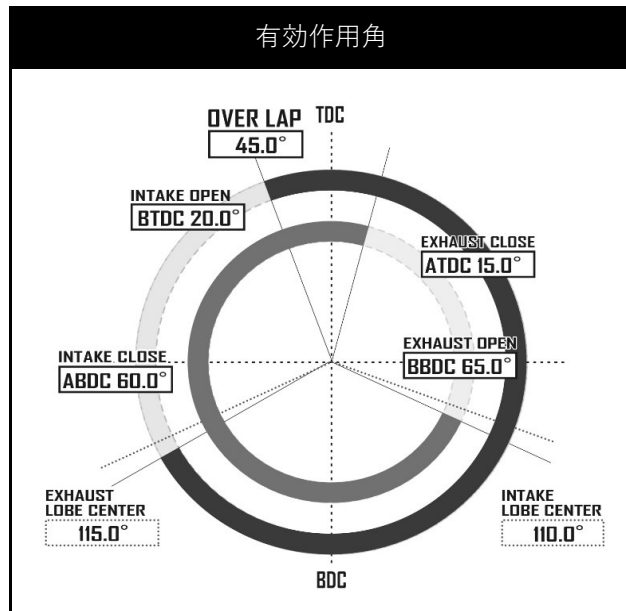 有効作用角
OVER LAP
45.0°
TDC
INTAKE OPEN
BTDC 20.0°
EXHAUST CLOSE
ATDC 15.0°
INTAKE CLOSE
ABDC 60.0°
EXHAUST OPEN
BBDC 65.0°
EXHAUST
LOBE CENTER
115.0°
INTAKE
LOBE CENTER
110.0°
BDC